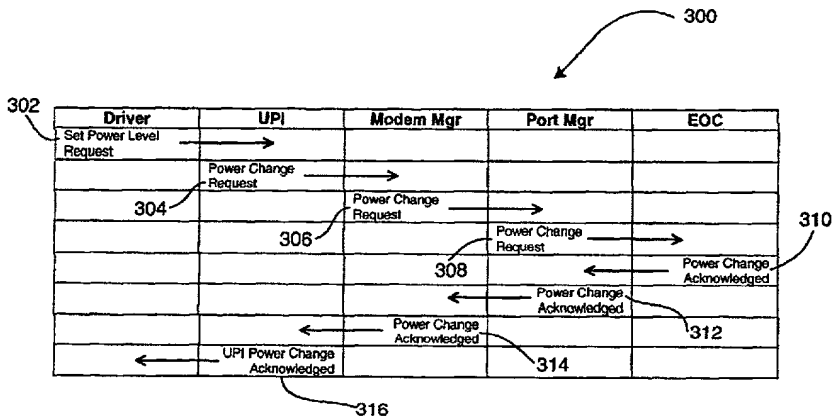 300
302
Driver UPI Modem Mgr Port Mgr EOC
Set Power Level
Request
Power Change
Request
304
Power Change
Request
306
Power Change
Request
308
310
Power Change
Acknowledged
Power Change
Acknowledged
312
Power Change
Acknowledged
314
UPI Power Change
Acknowledged
316